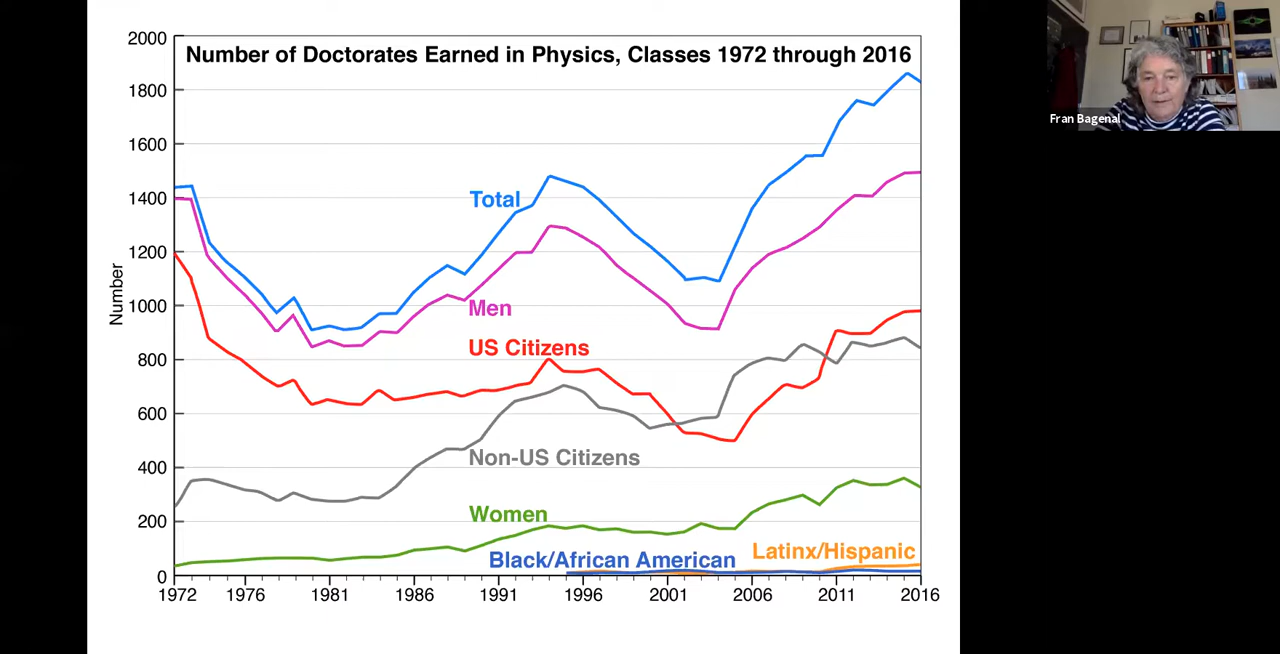 Number of Doctorates Earned in Physics, Classes 1972 through 2016
2000
1800
1600
1400
1200
1000
800
600
400
200
0
Number
Total
Men
US Citizens
Non-US Citizens
Women
Black/African American
Latinx/Hispanic
1972
1976
1981
1986
1991
1996
2001
2006
2011
2016
Fran Bagenal